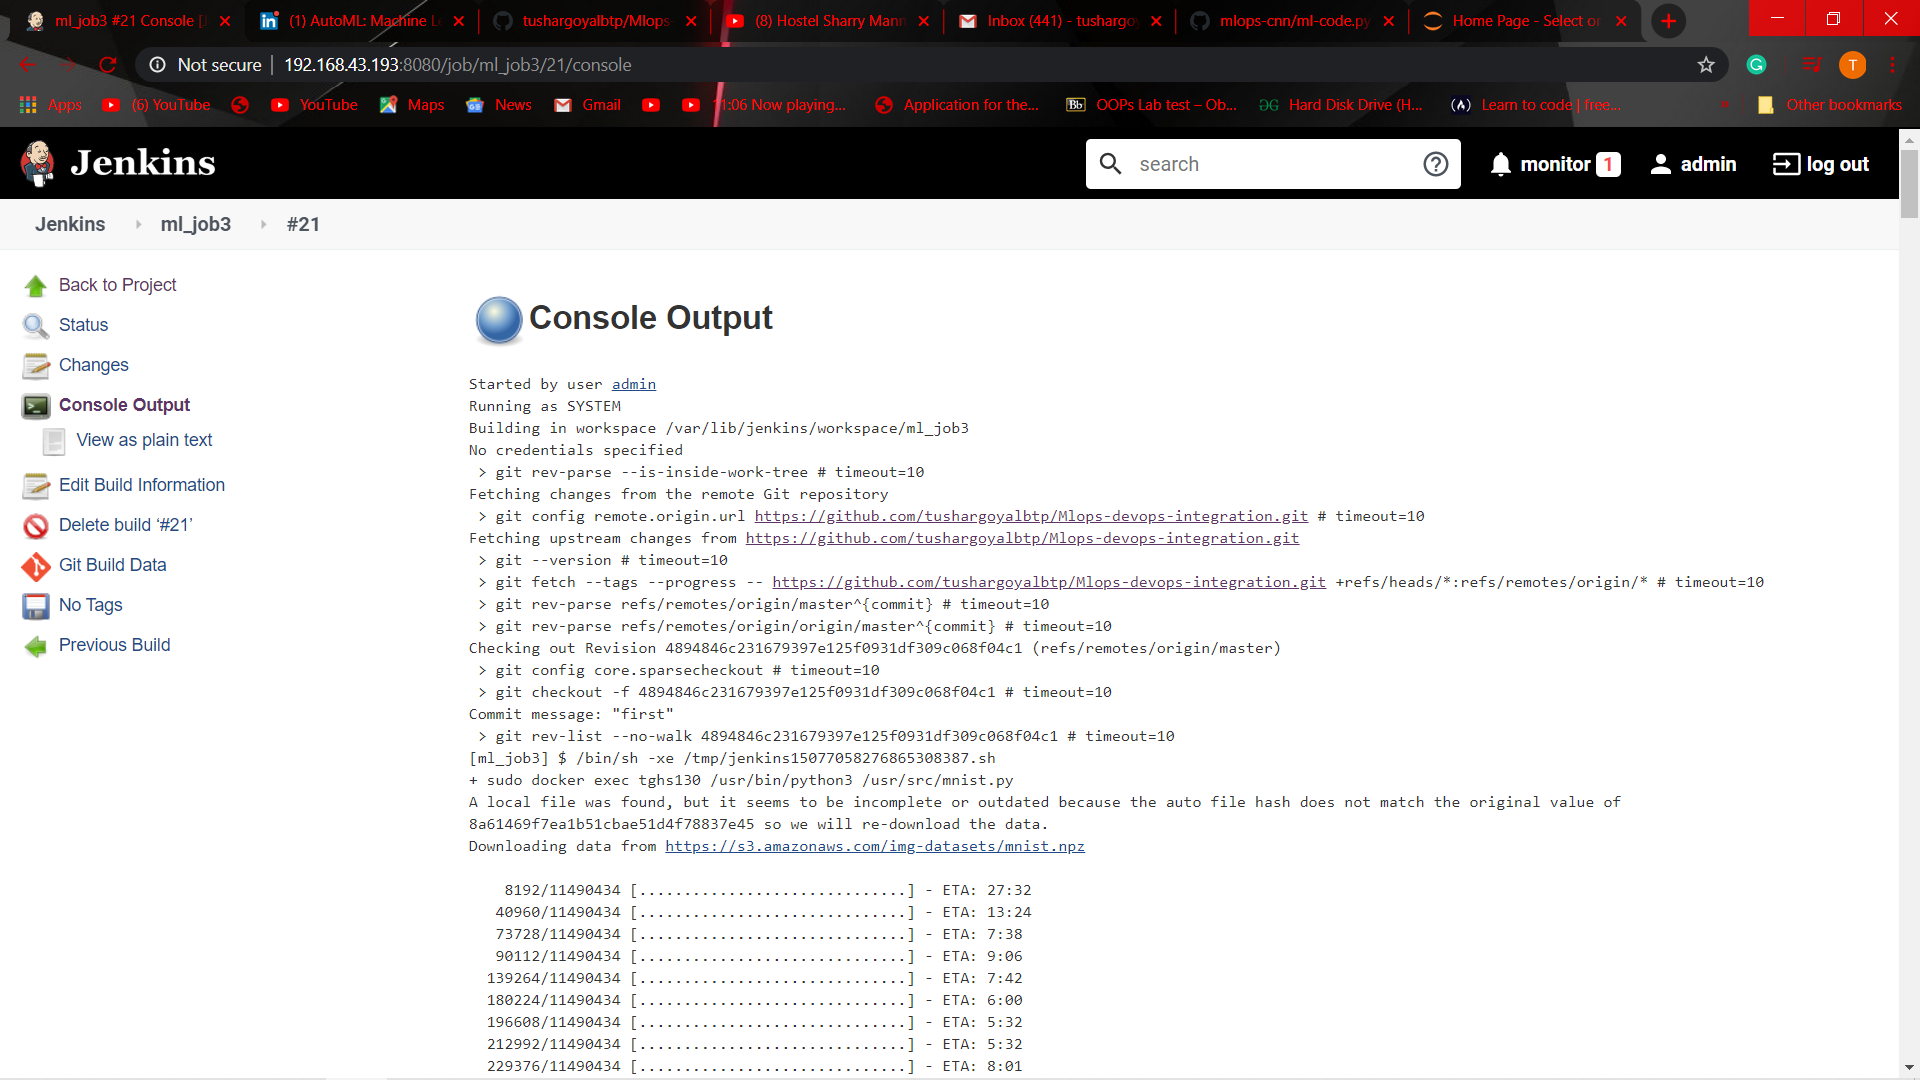 ml_job3 #21 Console [J
(1) AutoML: Machine Le
tushargoyalbtp/Mlops-
(8) Hostel Sharry Mann
Inbox (441) - tushargo
mlops-cnn/ml-code.py
Home Page - Select or
Not secure | 192.168.43.193:8080/job/ml_job3/21/console
T
Apps
(6) YouTube
YouTube
Maps
News
Gmail
11:06 Now playing...
Application for the...
Bb OOPs Lab test – Ob...
Hard Disk Drive (H...
Learn to code | free...
Other bookmarks
Jenkins
search
monitor 1
admin
log out
Jenkins ml_job3 #21
Back to Project
Status
Changes
Console Output
View as plain text
Edit Build Information
Delete build ‘#21’
Git Build Data
No Tags
Previous Build
Console Output
Started by user admin
Running as SYSTEM
Building in workspace /var/lib/jenkins/workspace/ml_job3
No credentials specified
> git rev-parse --is-inside-work-tree # timeout=10
Fetching changes from the remote Git repository
> git config remote.origin.url https://github.com/tushargoyalbtp/Mlops-devops-integration.git # timeout=10
Fetching upstream changes from https://github.com/tushargoyalbtp/Mlops-devops-integration.git
> git --version # timeout=10
> git fetch --tags --progress -- https://github.com/tushargoyalbtp/Mlops-devops-integration.git +refs/heads/*:refs/remotes/origin/* # timeout=10
> git rev-parse refs/remotes/origin/master^{commit} # timeout=10
> git rev-parse refs/remotes/origin/origin/master^{commit} # timeout=10
Checking out Revision 4894846c231679397e125f0931df309c068f04c1 (refs/remotes/origin/master)
> git config core.sparsecheckout # timeout=10
> git checkout -f 4894846c231679397e125f0931df309c068f04c1 # timeout=10
Commit message: "first"
> git rev-list --no-walk 4894846c231679397e125f0931df309c068f04c1 # timeout=10
[ml_job3] $ /bin/sh -xe /tmp/jenkins15077058276865308387.sh
+ sudo docker exec tghs130 /usr/bin/python3 /usr/src/mnist.py
A local file was found, but it seems to be incomplete or outdated because the auto file hash does not match the original value of
8a61469f7ea1b51cbae51d4f78837e45 so we will re-download the data.
Downloading data from https://s3.amazonaws.com/img-datasets/mnist.npz
8192/11490434 [..............................] - ETA: 27:32
40960/11490434 [..............................] - ETA: 13:24
73728/11490434 [..............................] - ETA: 7:38
90112/11490434 [..............................] - ETA: 9:06
139264/11490434 [..............................] - ETA: 7:42
180224/11490434 [..............................] - ETA: 6:00
196608/11490434 [..............................] - ETA: 5:32
212992/11490434 [..............................] - ETA: 5:32
229376/11490434 [..............................] - ETA: 8:01